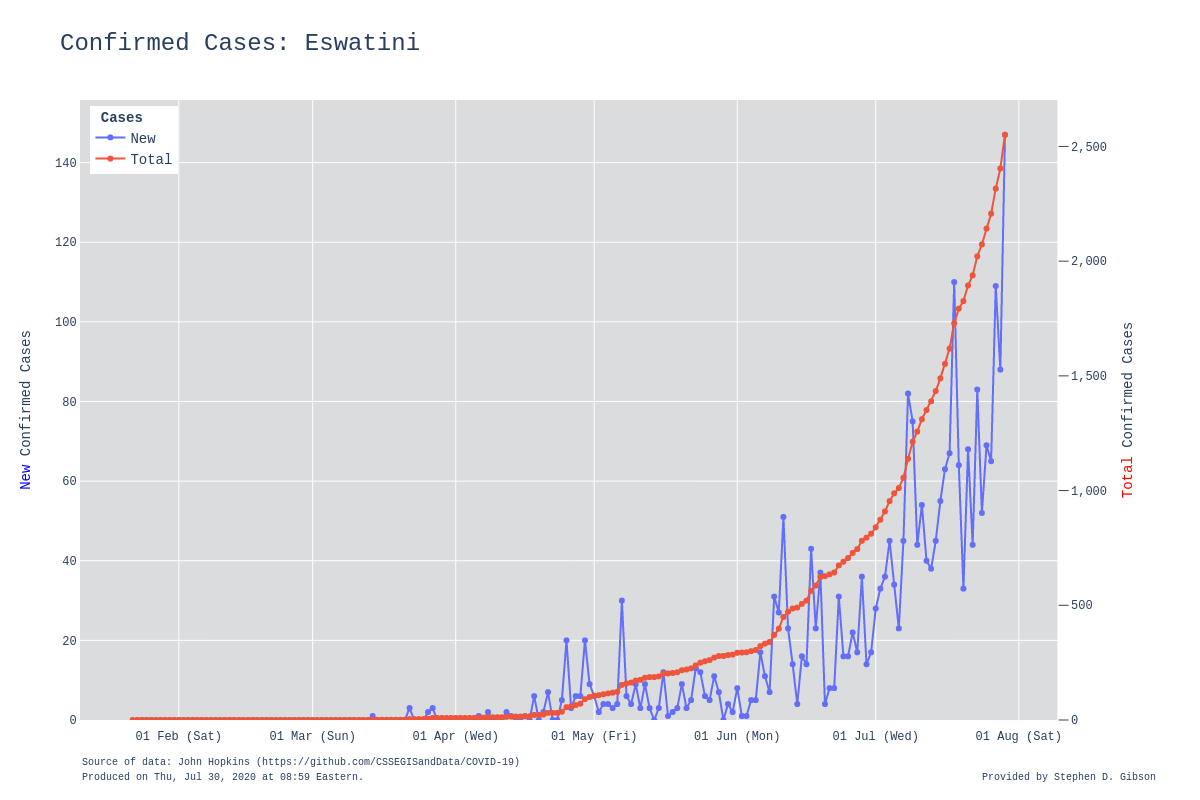 Confirmed Cases: Eswatini
Cases
New
Total
140
120
100
80
60
40
20
0
2,500
2,000
1,500
1,000
500
0
New Confirmed Cases
Total Confirmed Cases
01 Feb (Sat) 01 Mar (Sun) 01 Apr (Wed) 01 May (Fri) 01 Jun (Mon) 01 Jul (Wed) 01 Aug (Sat)
Source of data: John Hopkins (https://github.com/CSSEGISandData/COVID-19)
Produced on Thu, Jul 30, 2020 at 08:59 Eastern.
Provided by Stephen D. Gibson